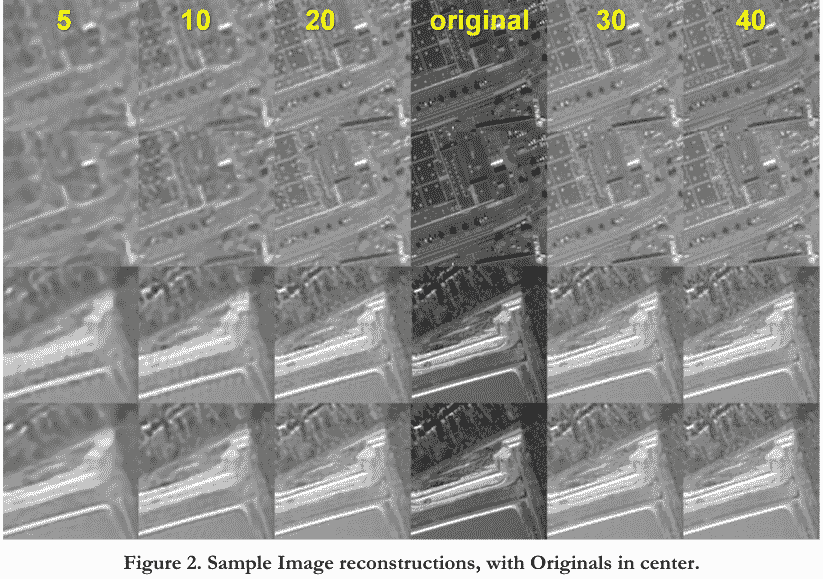 5 10 20 original 30 40
Figure 2. Sample Image reconstructions, with Originals in center.